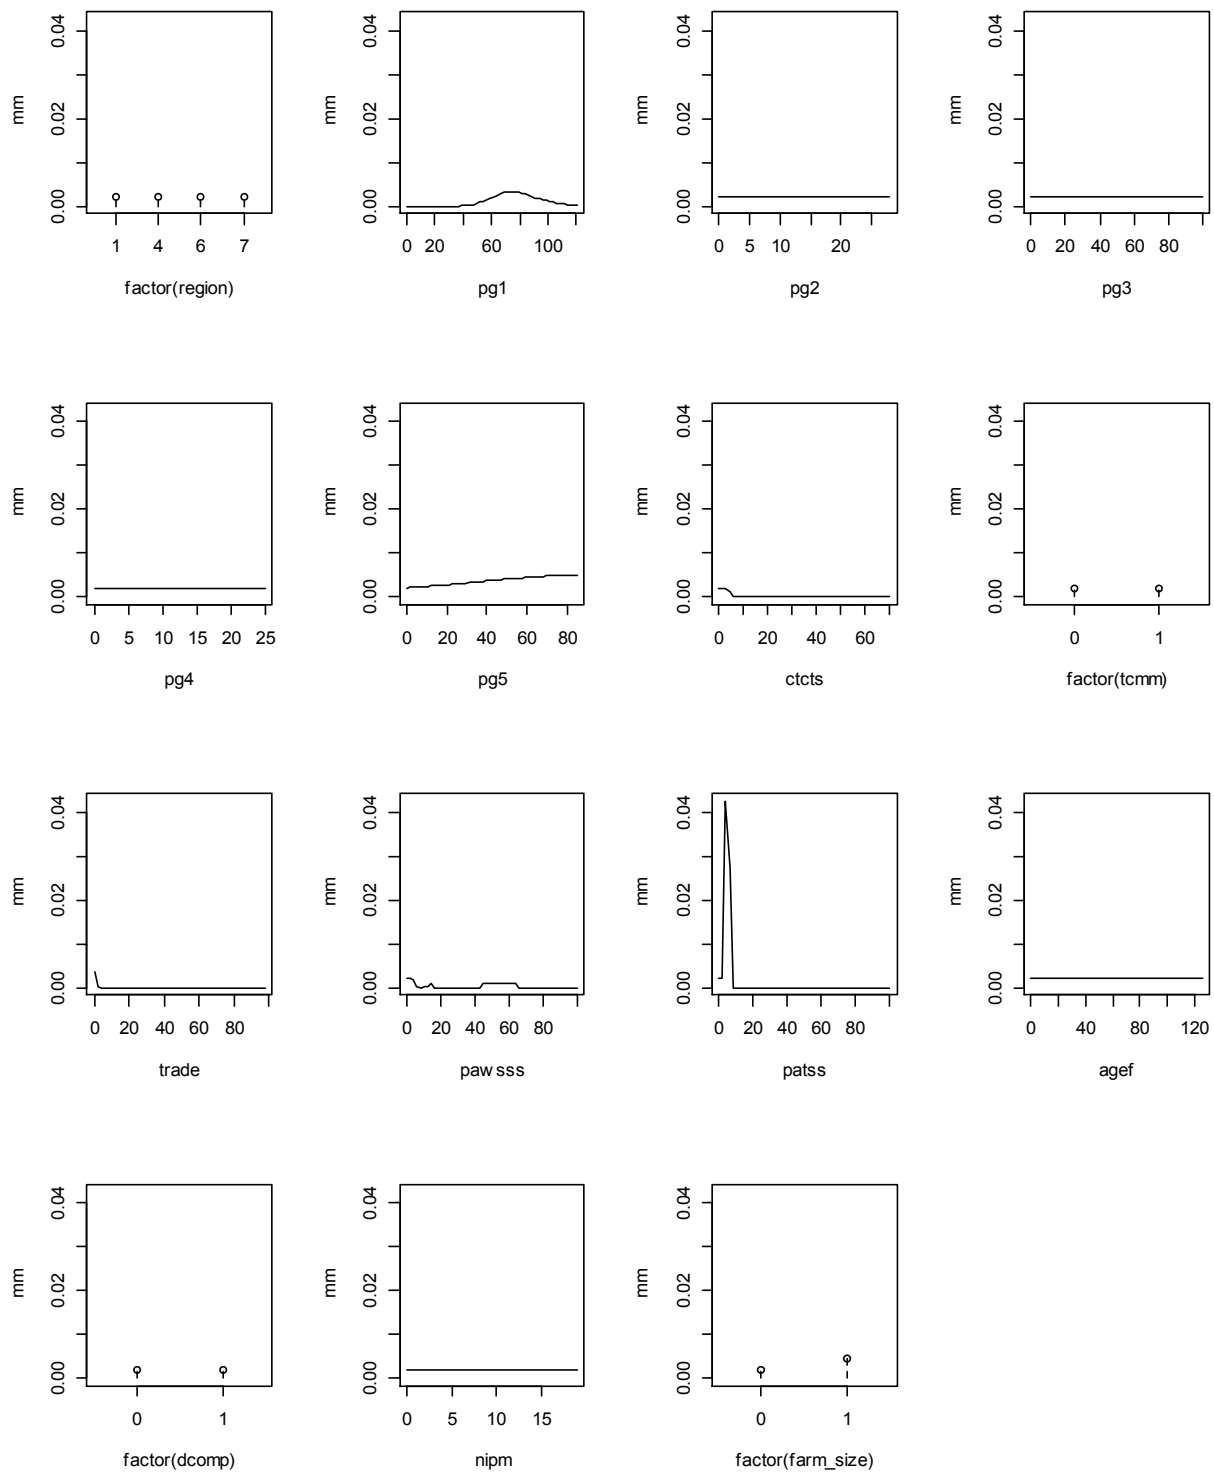 mm
0.00 0.02 0.04
1 4 6 7
factor(region)
mm
0.00 0.02 0.04
0 20 60 100
pg1
mm
0.00 0.02 0.04
0 5 10 20
pg2
mm
0.00 0.02 0.04
0 20 40 60 80
pg3
mm
0.00 0.02 0.04
0 5 10 15 20 25
pg4
mm
0.00 0.02 0.04
0 20 40 60 80
pg5
mm
0.00 0.02 0.04
0 20 40 60
ctcts
mm
0.00 0.02 0.04
0 1
factor(tcmm)
mm
0.00 0.02 0.04
0 20 40 60 80
trade
mm
0.00 0.02 0.04
0 20 40 60 80
paw sss
mm
0.00 0.02 0.04
0 20 40 60 80
patss
mm
0.00 0.02 0.04
0 40 80 120
agef
mm
0.00 0.02 0.04
0 1
factor(dcomp)
mm
0.00 0.02 0.04
0 5 10 15
nipm
mm
0.00 0.02 0.04
0 1
factor(farm_size)